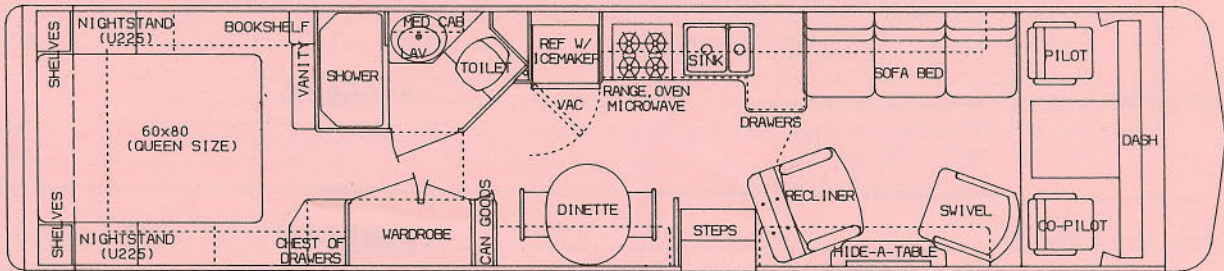 SHELVES
NIGHTSTAND
(U225)
BOOKSHELF
VANITY
SHOWER
MED CAB
AV
TOILET
REF W/
ICEMAKER
VAC
RANGE, OVEN
MICROWAVE
SINK
DRAWERS
SOFA BED
PILOT
DASH
60x80
(QUEEN SIZE)
SHELVES
NIGHTSTAND
(U225)
CHEST OF
DRAWERS
WARDROBE
CAN GOODS
DINETTE
STEPS
RECLINER
SWIVEL
HIDE-A-TABLE
CO-PILOT